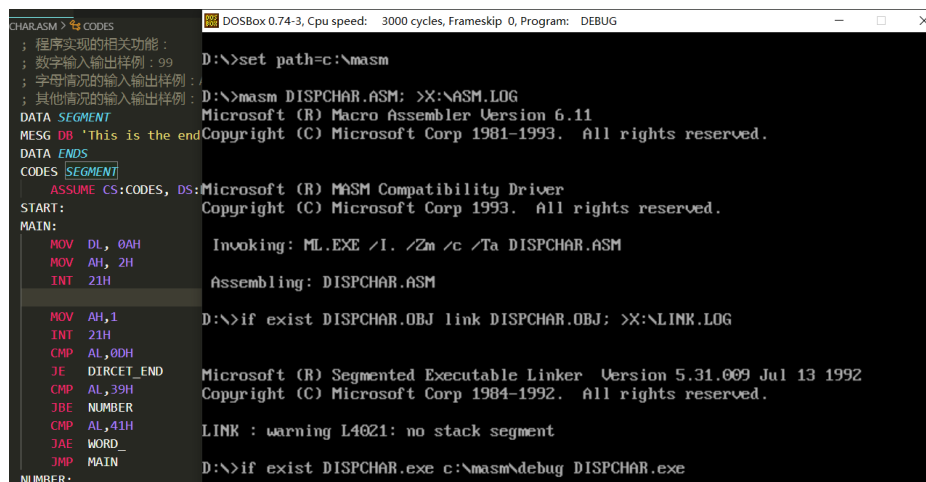 CHAR.ASM > CODES
; 程序实现的相关功能：
; 数字输入输出样例：99
; 字母情况的输入输出样例：
; 其他情况的输入输出样例：
DATA SEGMENT
MESG DB 'This is the end
DATA ENDS
CODES SEGMENT
ASSUME CS:CODES, DS:
START:
MAIN:
MOV DL, 0AH
MOV AH, 2H
INT 21H
MOV AH,1
INT 21H
CMP AL,0DH
JE DIRCET_END
CMP AL,39H
JBE NUMBER
CMP AL,41H
JAE WORD_
JMP MAIN
NUMBER:
DOSBox 0.74-3, Cpu speed: 3000 cycles, Frameskip 0, Program: DEBUG
D:\>set path=c:\masm
D:\>masm DISPCHAR.ASM; >X:\ASM.LOG
Microsoft (R) Macro Assembler Version 6.11
Copyright (C) Microsoft Corp 1981-1993. All rights reserved.
Microsoft (R) MASM Compatibility Driver
Copyright (C) Microsoft Corp 1993. All rights reserved.
Invoking: ML.EXE /I. /Zm /c /Ta DISPCHAR.ASM
Assembling: DISPCHAR.ASM
D:\>if exist DISPCHAR.OBJ link DISPCHAR.OBJ; >X:\LINK.LOG
Microsoft (R) Segmented Executable Linker Version 5.31.009 Jul 13 1992
Copyright (C) Microsoft Corp 1984-1992. All rights reserved.
LINK : warning L4021: no stack segment
D:\>if exist DISPCHAR.exe c:\masm\debug DISPCHAR.exe